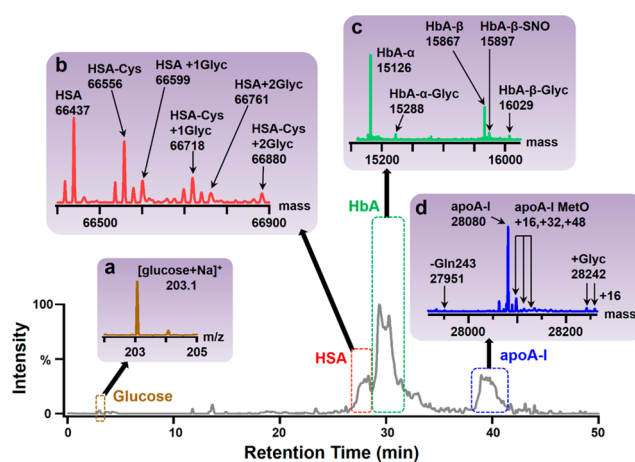 b
HSA
66437
HSA-Cys
66556
HSA +1Glyc
66599
HSA-Cys
+1Glyc
66718
HSA+2Glyc
66761
HSA-Cys
+2Glyc
66880
66500
66900
mass
c
HbA-α
15126
HbA-α-Glyc
15288
HbA-β
15867
HbA-β-SNO
15897
HbA-β-Glyc
16029
15200
16000
mass
a
[glucose+Na]⁺
203.1
203
205
m/z
d
apoA-I
28080
apoA-I MetO
+16,+32,+48
-Gln243
27951
+Glyc
28242
+16
28000
28200
mass
HbA
HSA
apoA-I
Glucose
Intensity
100
%
0
0
10
20
30
40
50
Retention Time (min)